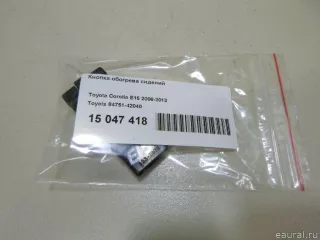 Кнопка обогрева сидений
Toyota Corolla E15 2006-2013
Toyota 84751-42040
15 047 418
eaural.ru